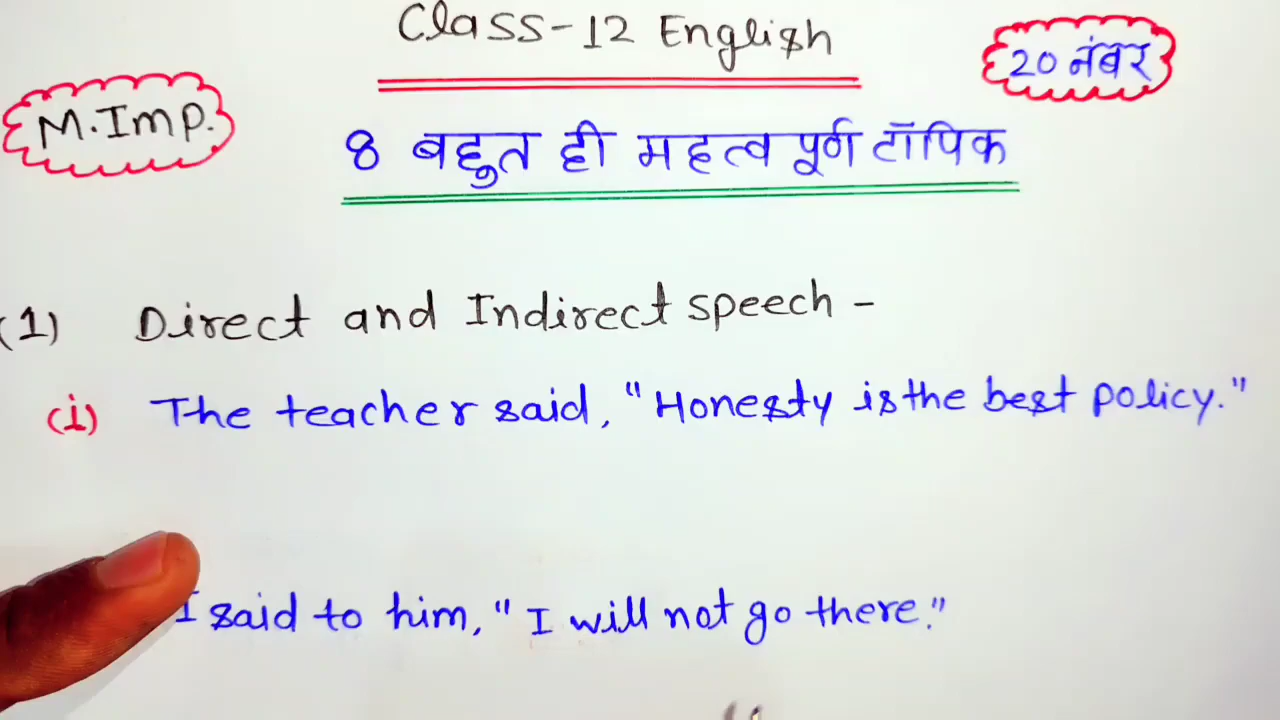 Class-12 English
20 नंबर
M.Imp.
8 बहुत ही महत्वपूर्ण टॉपिक
(1) Direct and Indirect speech -
(i) The teacher said, "Honesty is the best policy."
I said to him, "I will not go there."